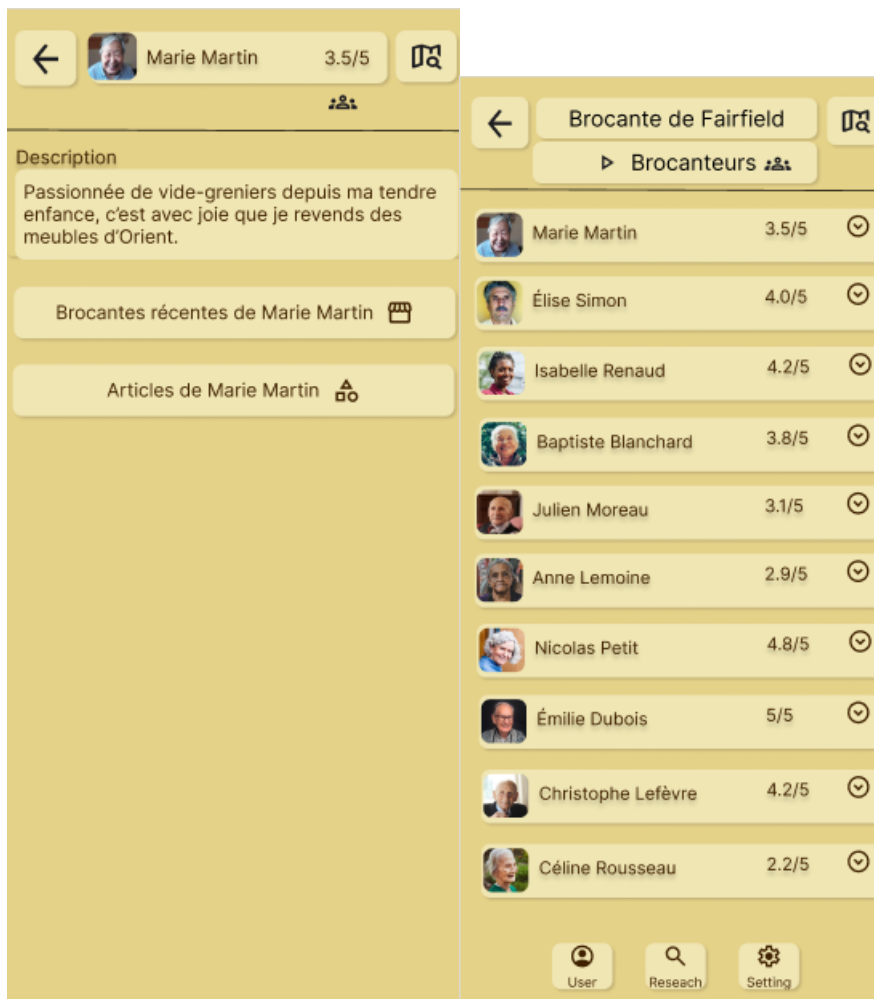 Marie Martin 3.5/5
Description
Passionnée de vide-greniers depuis ma tendre
enfance, c'est avec joie que je revends des
meubles d'Orient.
Brocantes récentes de Marie Martin
Articles de Marie Martin
Brocante de Fairfield
Brocanteurs
Marie Martin 3.5/5
Élise Simon 4.0/5
Isabelle Renaud 4.2/5
Baptiste Blanchard 3.8/5
Julien Moreau 3.1/5
Anne Lemoine 2.9/5
Nicolas Petit 4.8/5
Émilie Dubois 5/5
Christophe Lefèvre 4.2/5
Céline Rousseau 2.2/5
User Reseach Setting